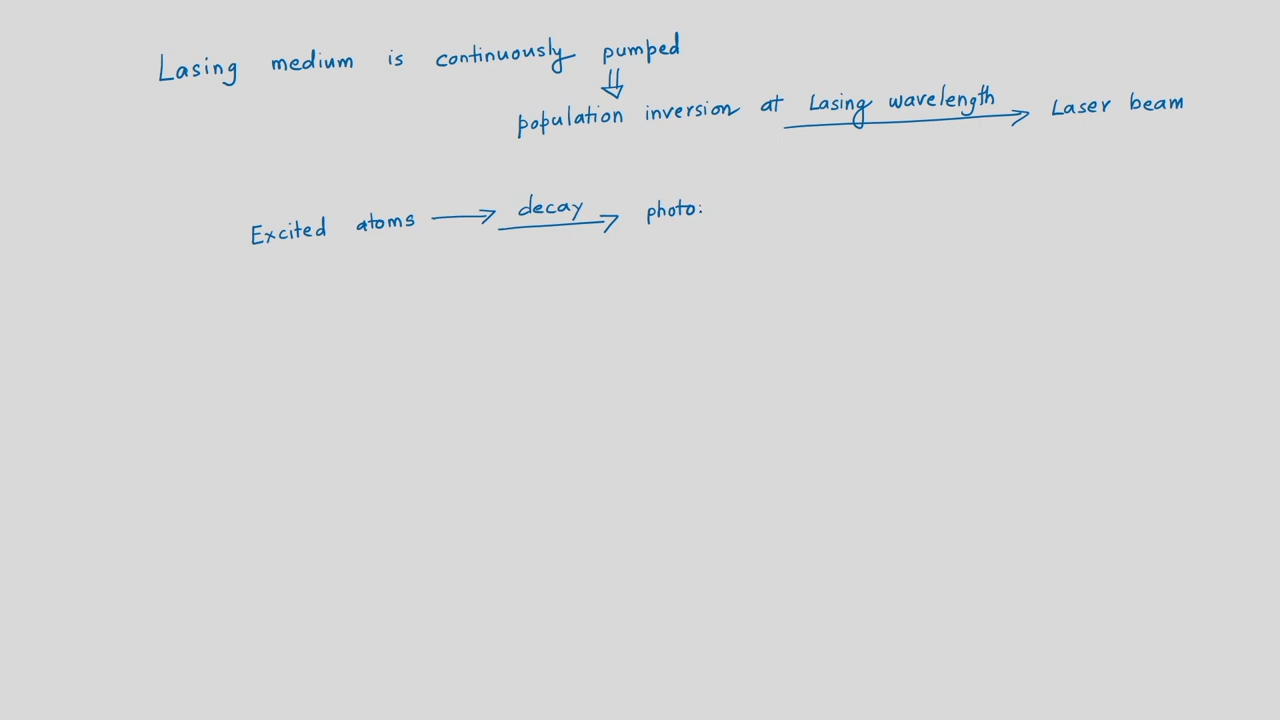 Lasing medium is continuously pumped
⇓
population inversion at Lasing wavelength → Laser beam
Excited atoms → decay → photo: